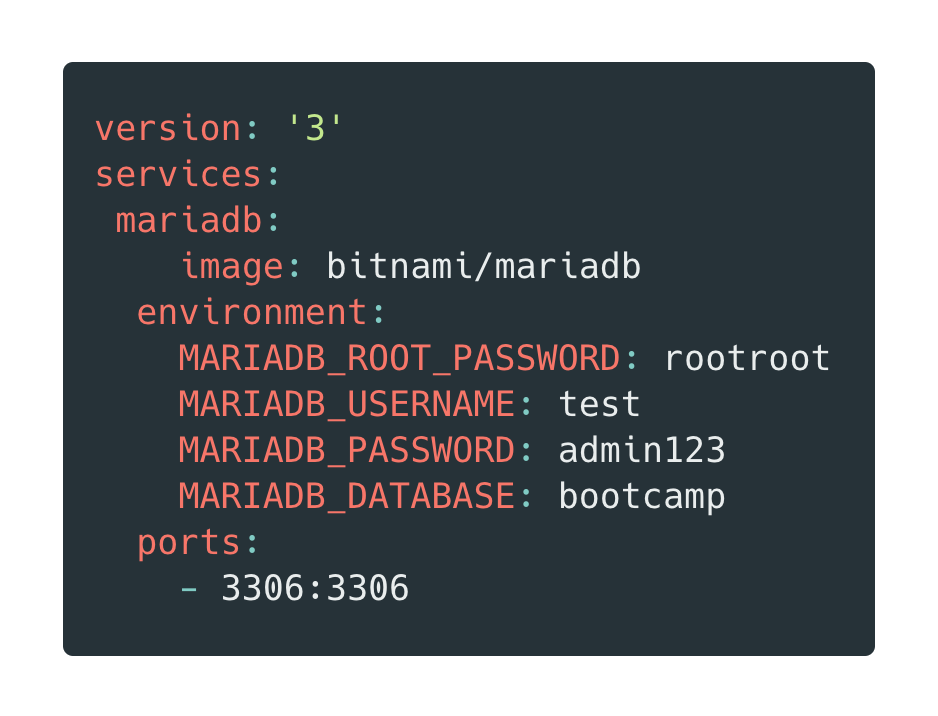 version: '3'
services:
 mariadb:
    image: bitnami/mariadb
  environment:
    MARIADB_ROOT_PASSWORD: rootroot
    MARIADB_USERNAME: test
    MARIADB_PASSWORD: admin123
    MARIADB_DATABASE: bootcamp
  ports:
    - 3306:3306